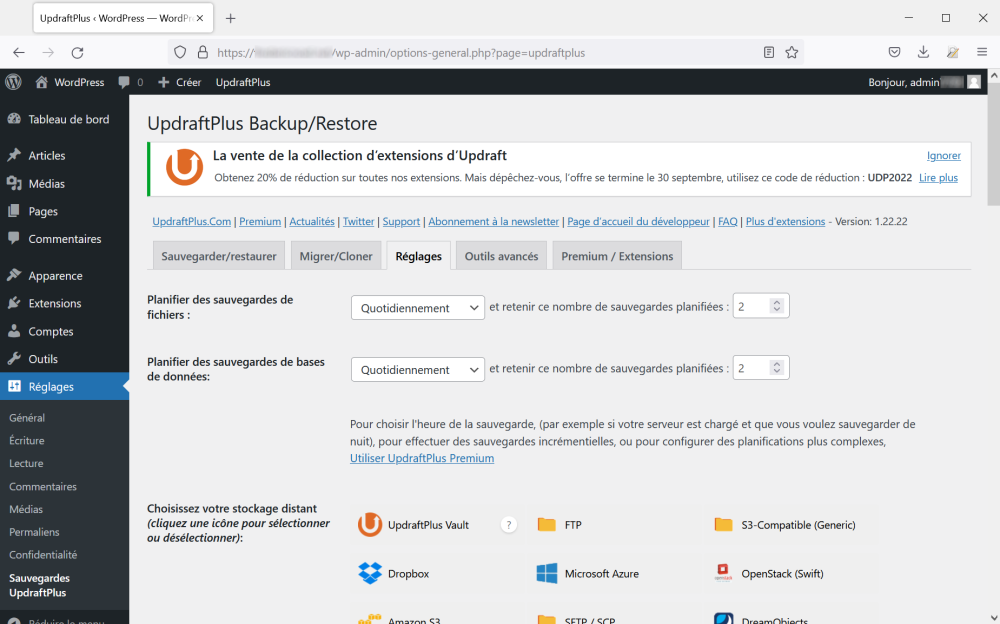 UpdraftPlus ‹ WordPress — WordPr
https:// /wp-admin/options-general.php?page=updraftplus
WordPress 0 Créer UpdraftPlus Bonjour, admin
Tableau de bord
Articles
Médias
Pages
Commentaires
Apparence
Extensions
Comptes
Outils
Réglages
Général
Écriture
Lecture
Commentaires
Médias
Permaliens
Confidentialité
Sauvegardes
UpdraftPlus
Réduire le menu
UpdraftPlus Backup/Restore
La vente de la collection d’extensions d’Updraft Ignorer
Obtenez 20% de réduction sur toutes nos extensions. Mais dépêchez-vous, l'offre se termine le 30 septembre, utilisez ce code de réduction : UDP2022 Lire plus
UpdraftPlus.Com | Premium | Actualités | Twitter | Support | Abonnement à la newsletter | Page d'accueil du développeur | FAQ | Plus d'extensions - Version: 1.22.22
Sauvegarder/restaurer Migrer/Cloner Réglages Outils avancés Premium / Extensions
Planifier des sauvegardes de
fichiers :
Quotidiennement et retenir ce nombre de sauvegardes planifiées : 2
Planifier des sauvegardes de bases
de données:
Quotidiennement et retenir ce nombre de sauvegardes planifiées : 2
Pour choisir l'heure de la sauvegarde, (par exemple si votre serveur est chargé et que vous voulez sauvegarder de
nuit), pour effectuer des sauvegardes incrémentielles, ou pour configurer des planifications plus complexes,
Utiliser UpdraftPlus Premium
Choisissez votre stockage distant
(cliquez une icône pour sélectionner
ou désélectionner):
UpdraftPlus Vault ? FTP S3-Compatible (Generic)
Dropbox Microsoft Azure OpenStack (Swift)
Amazon S3 SFTP / SCP DreamObjects